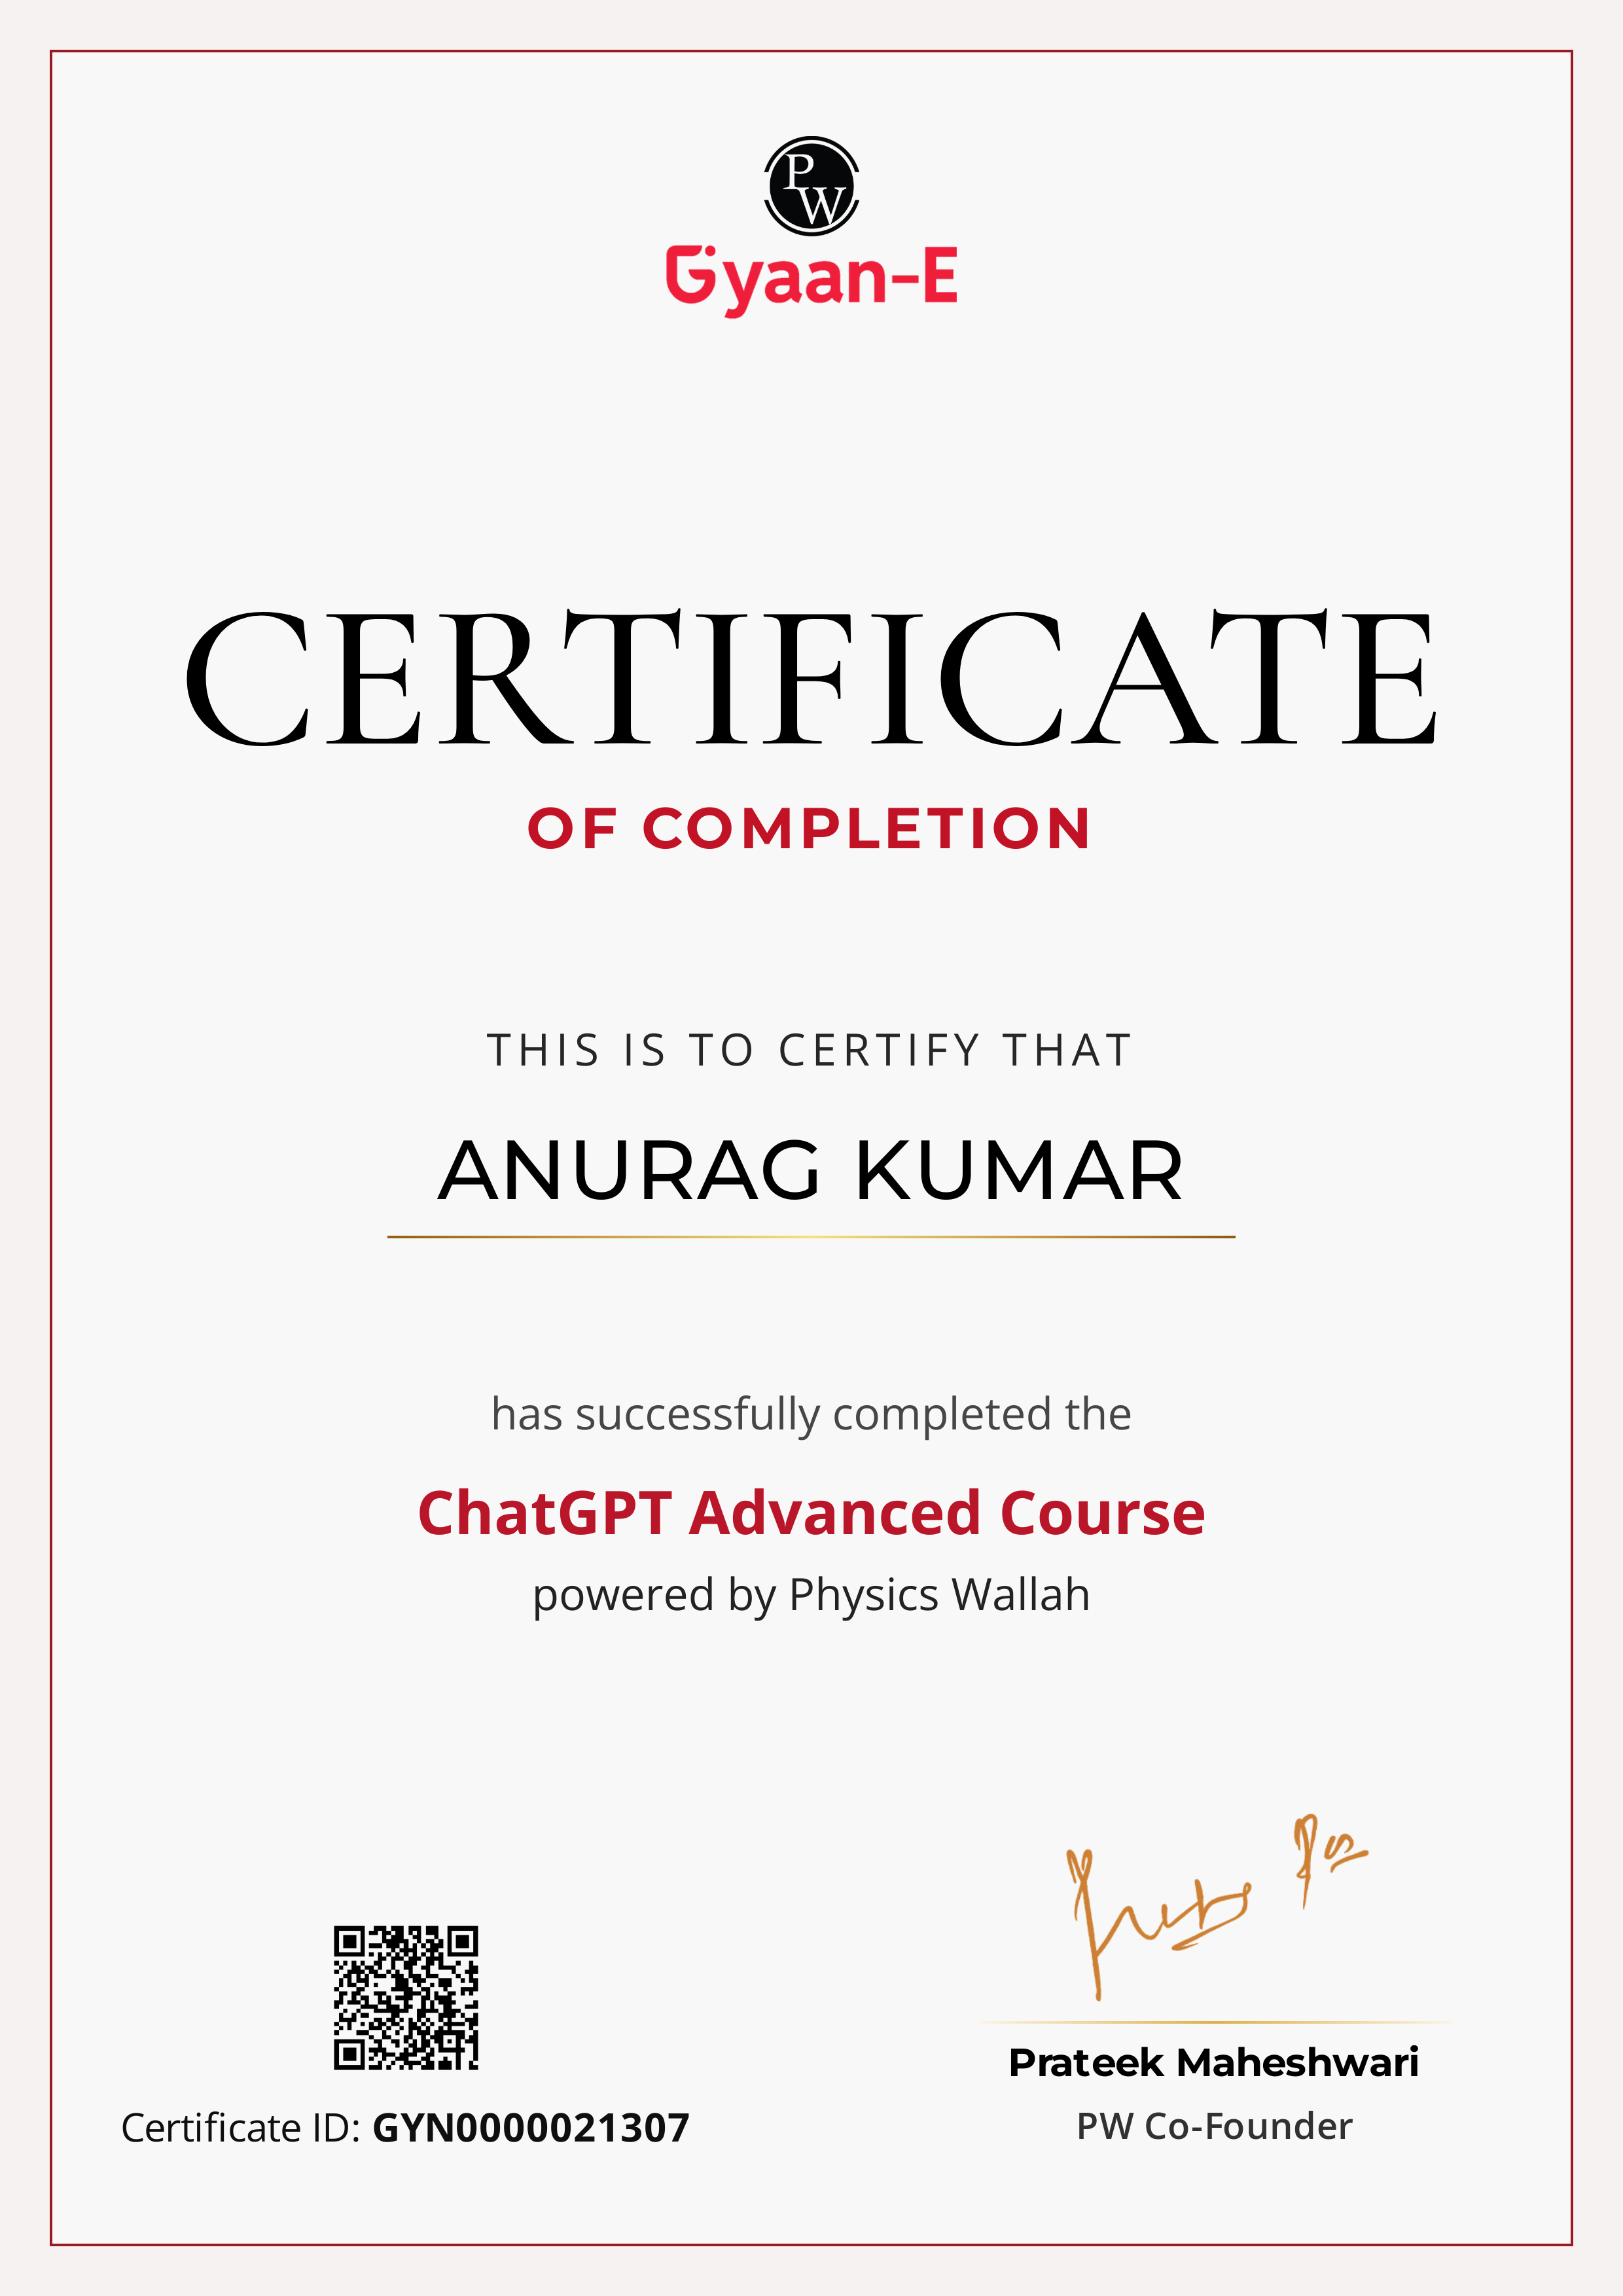 PW
Gyaan-E
CERTIFICATE
OF COMPLETION
THIS IS TO CERTIFY THAT
ANURAG KUMAR
has successfully completed the
ChatGPT Advanced Course
powered by Physics Wallah
Prateek Maheshwari
PW Co-Founder
Certificate ID: GYN0000021307